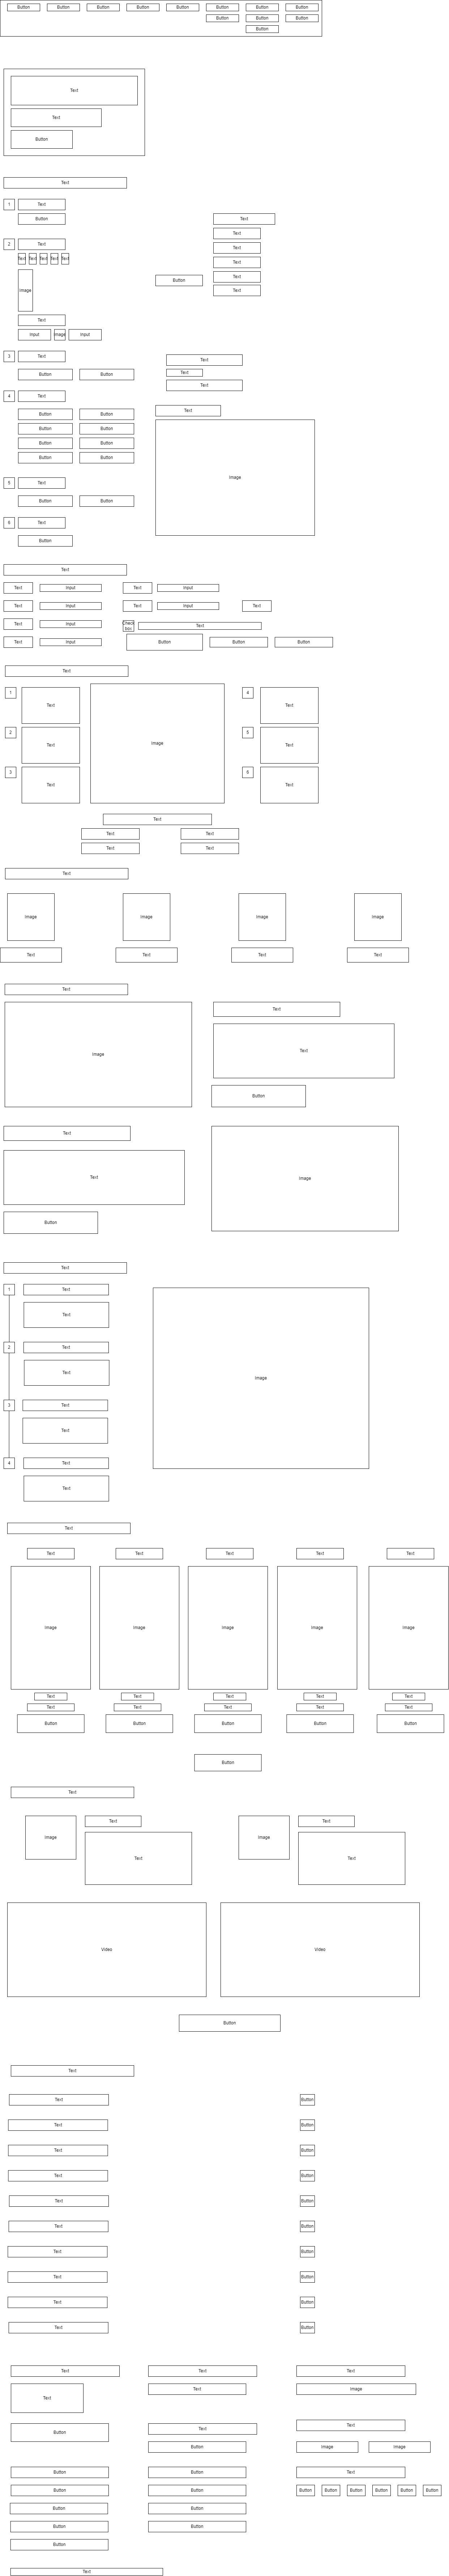 Button Button Button Button Button Button Button Button
Button Button Button
Button
Text
Text
Button
Text
1 Text
Button Text
Text
2 Text Text
Text Text Text Text Text Text
Button Text
Image Text
Text
Input Image Input
3 Text Text
Button Button Text
Text
4 Text
Text
Button Button
Button Button
Button Button
Button Button
Image
5 Text
Button Button
6 Text
Button
Text
Text Input Text Input
Text Input Text Input Text
Text Input Check box Text
Text Input Button Button Button
Text
1 Text 4 Text
2 Text Image 5 Text
3 Text 6 Text
Text
Text Text
Text Text
Text
Image Image Image Image
Text Text Text Text
Text
Text
Image Text
Button
Text
Text Image
Button
Text
1 Text
Text
2 Text
Text Image
3 Text
Text
4 Text
Text
Text
Text Text Text Text Text
Image Image Image Image Image
Text Text Text Text Text
Text Text Text Text Text
Button Button Button Button Button
Button
Text
Text Text
Image Image
Text Text
Video Video
Button
Text
Text Button
Text Button
Text Button
Text Button
Text Button
Text Button
Text Button
Text Button
Text Button
Text Button
Text Text Text
Text Image
Text
Text
Button Text
Button Image Image
Button Button Text
Button Button Button Button Button Button Button Button
Button Button
Button Button
Button
Text